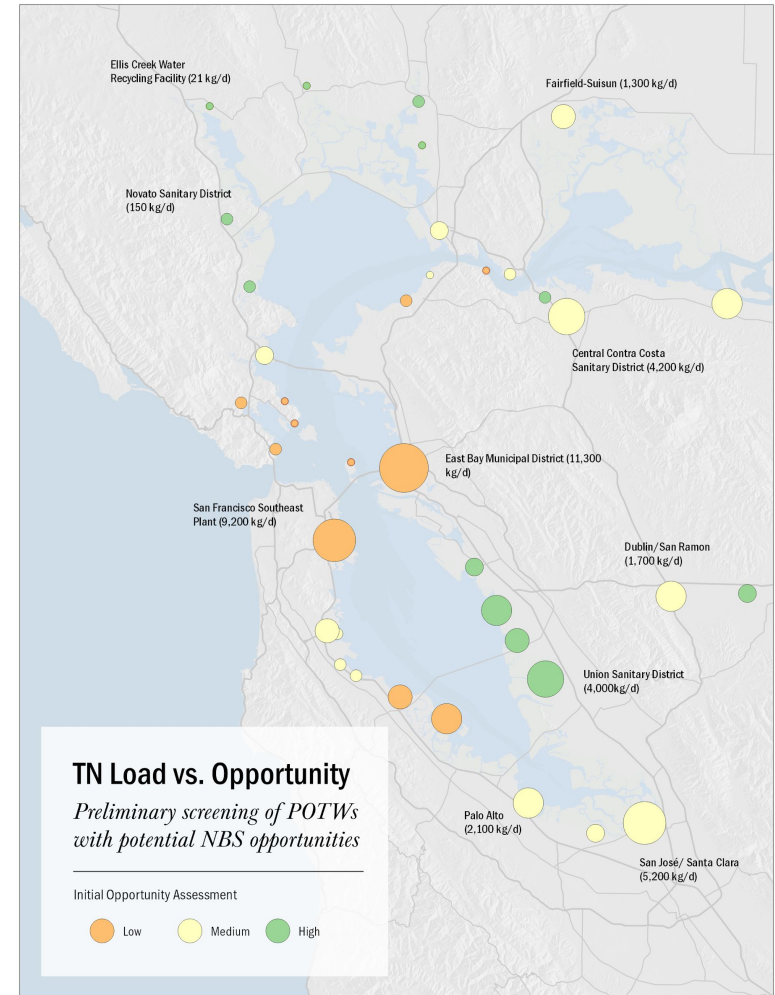 Ellis Creek Water
Recycling Facility (21 kg/d)
Fairfield-Suisun (1,300 kg/d)
Novato Sanitary District
(150 kg/d)
Central Contra Costa
Sanitary District (4,200 kg/d)
East Bay Municipal District (11,300
kg/d)
San Francisco Southeast
Plant (9,200 kg/d)
Dublin/San Ramon
(1,700 kg/d)
Union Sanitary District
(4,000kg/d)
Palo Alto
(2,100 kg/d)
San José/ Santa Clara
(5,200 kg/d)
TN Load vs. Opportunity
Preliminary screening of POTWs
with potential NBS opportunities
Initial Opportunity Assessment
Low
Medium
High